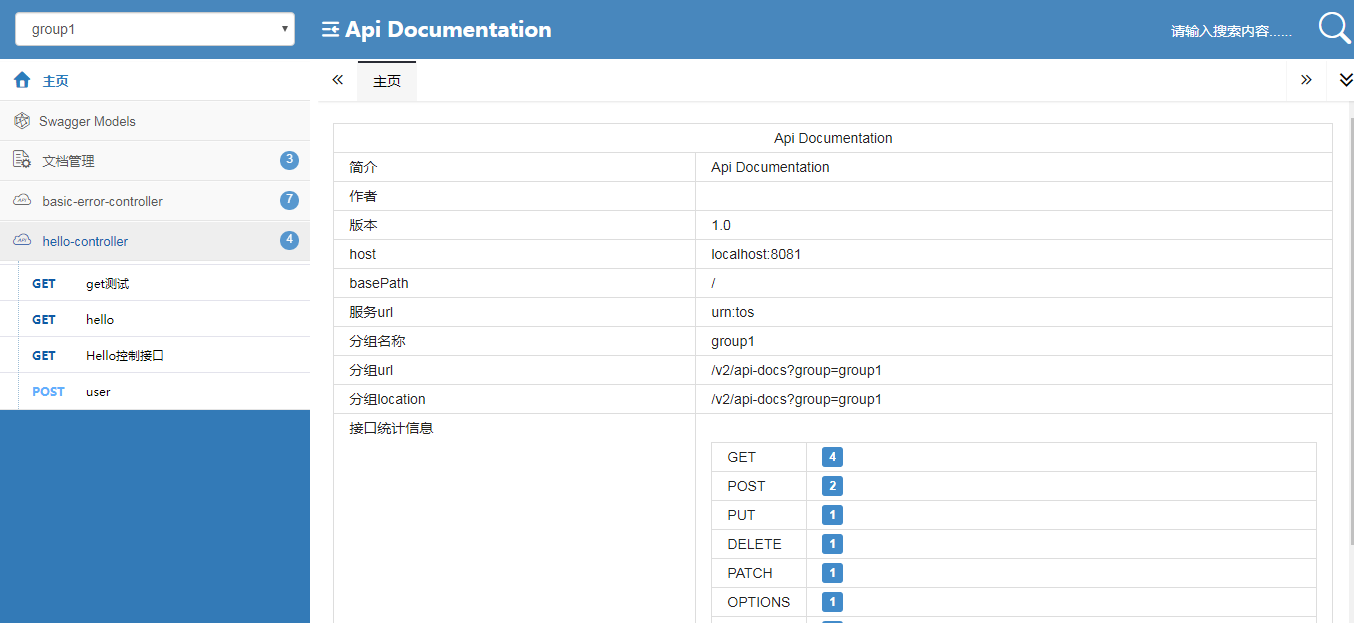 group1
Api Documentation
请输入搜索内容......
主页
Swagger Models
文档管理 3
basic-error-controller 7
hello-controller 4
GET get测试
GET hello
GET Hello控制接口
POST user
主页
Api Documentation
简介 Api Documentation
作者
版本 1.0
host localhost:8081
basePath /
服务url urn:tos
分组名称 group1
分组url /v2/api-docs?group=group1
分组location /v2/api-docs?group=group1
接口统计信息
GET 4
POST 2
PUT 1
DELETE 1
PATCH 1
OPTIONS 1